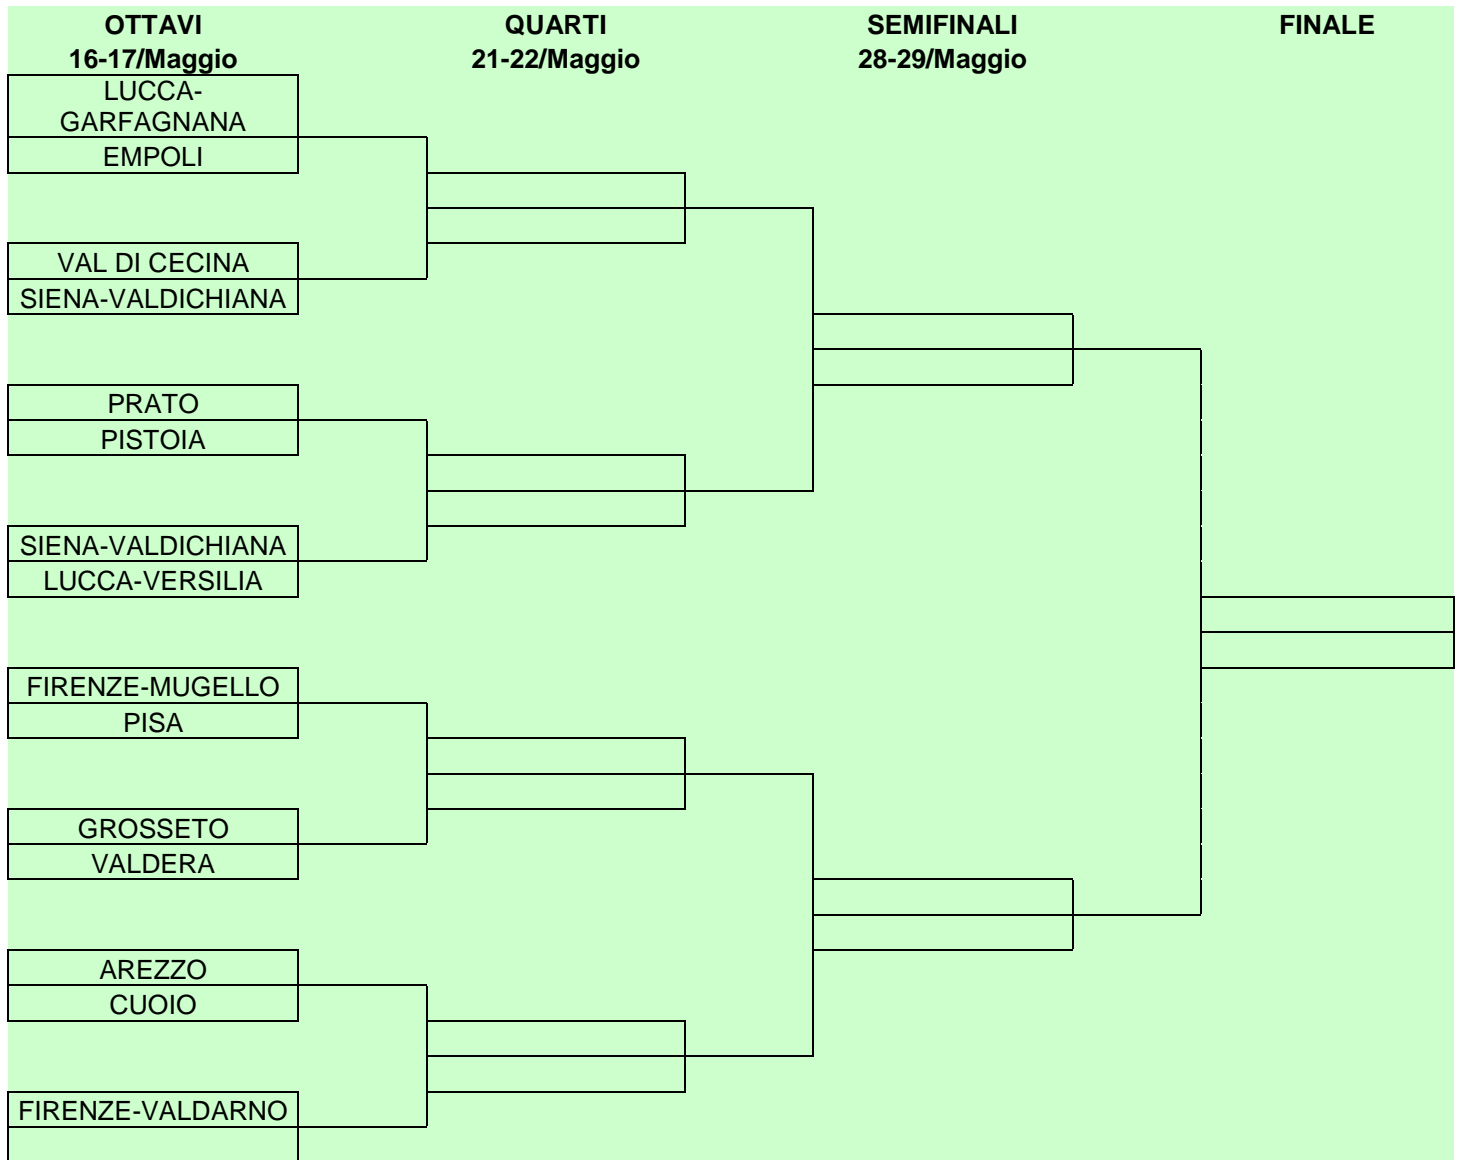 OTTAVI QUARTI SEMIFINALI FINALE
16-17/Maggio 21-22/Maggio 28-29/Maggio
LUCCA-
GARFAGNANA
EMPOLI
VAL DI CECINA
SIENA-VALDICHIANA
PRATO
PISTOIA
SIENA-VALDICHIANA
LUCCA-VERSILIA
FIRENZE-MUGELLO
PISA
GROSSETO
VALDERA
AREZZO
CUOIO
FIRENZE-VALDARNO